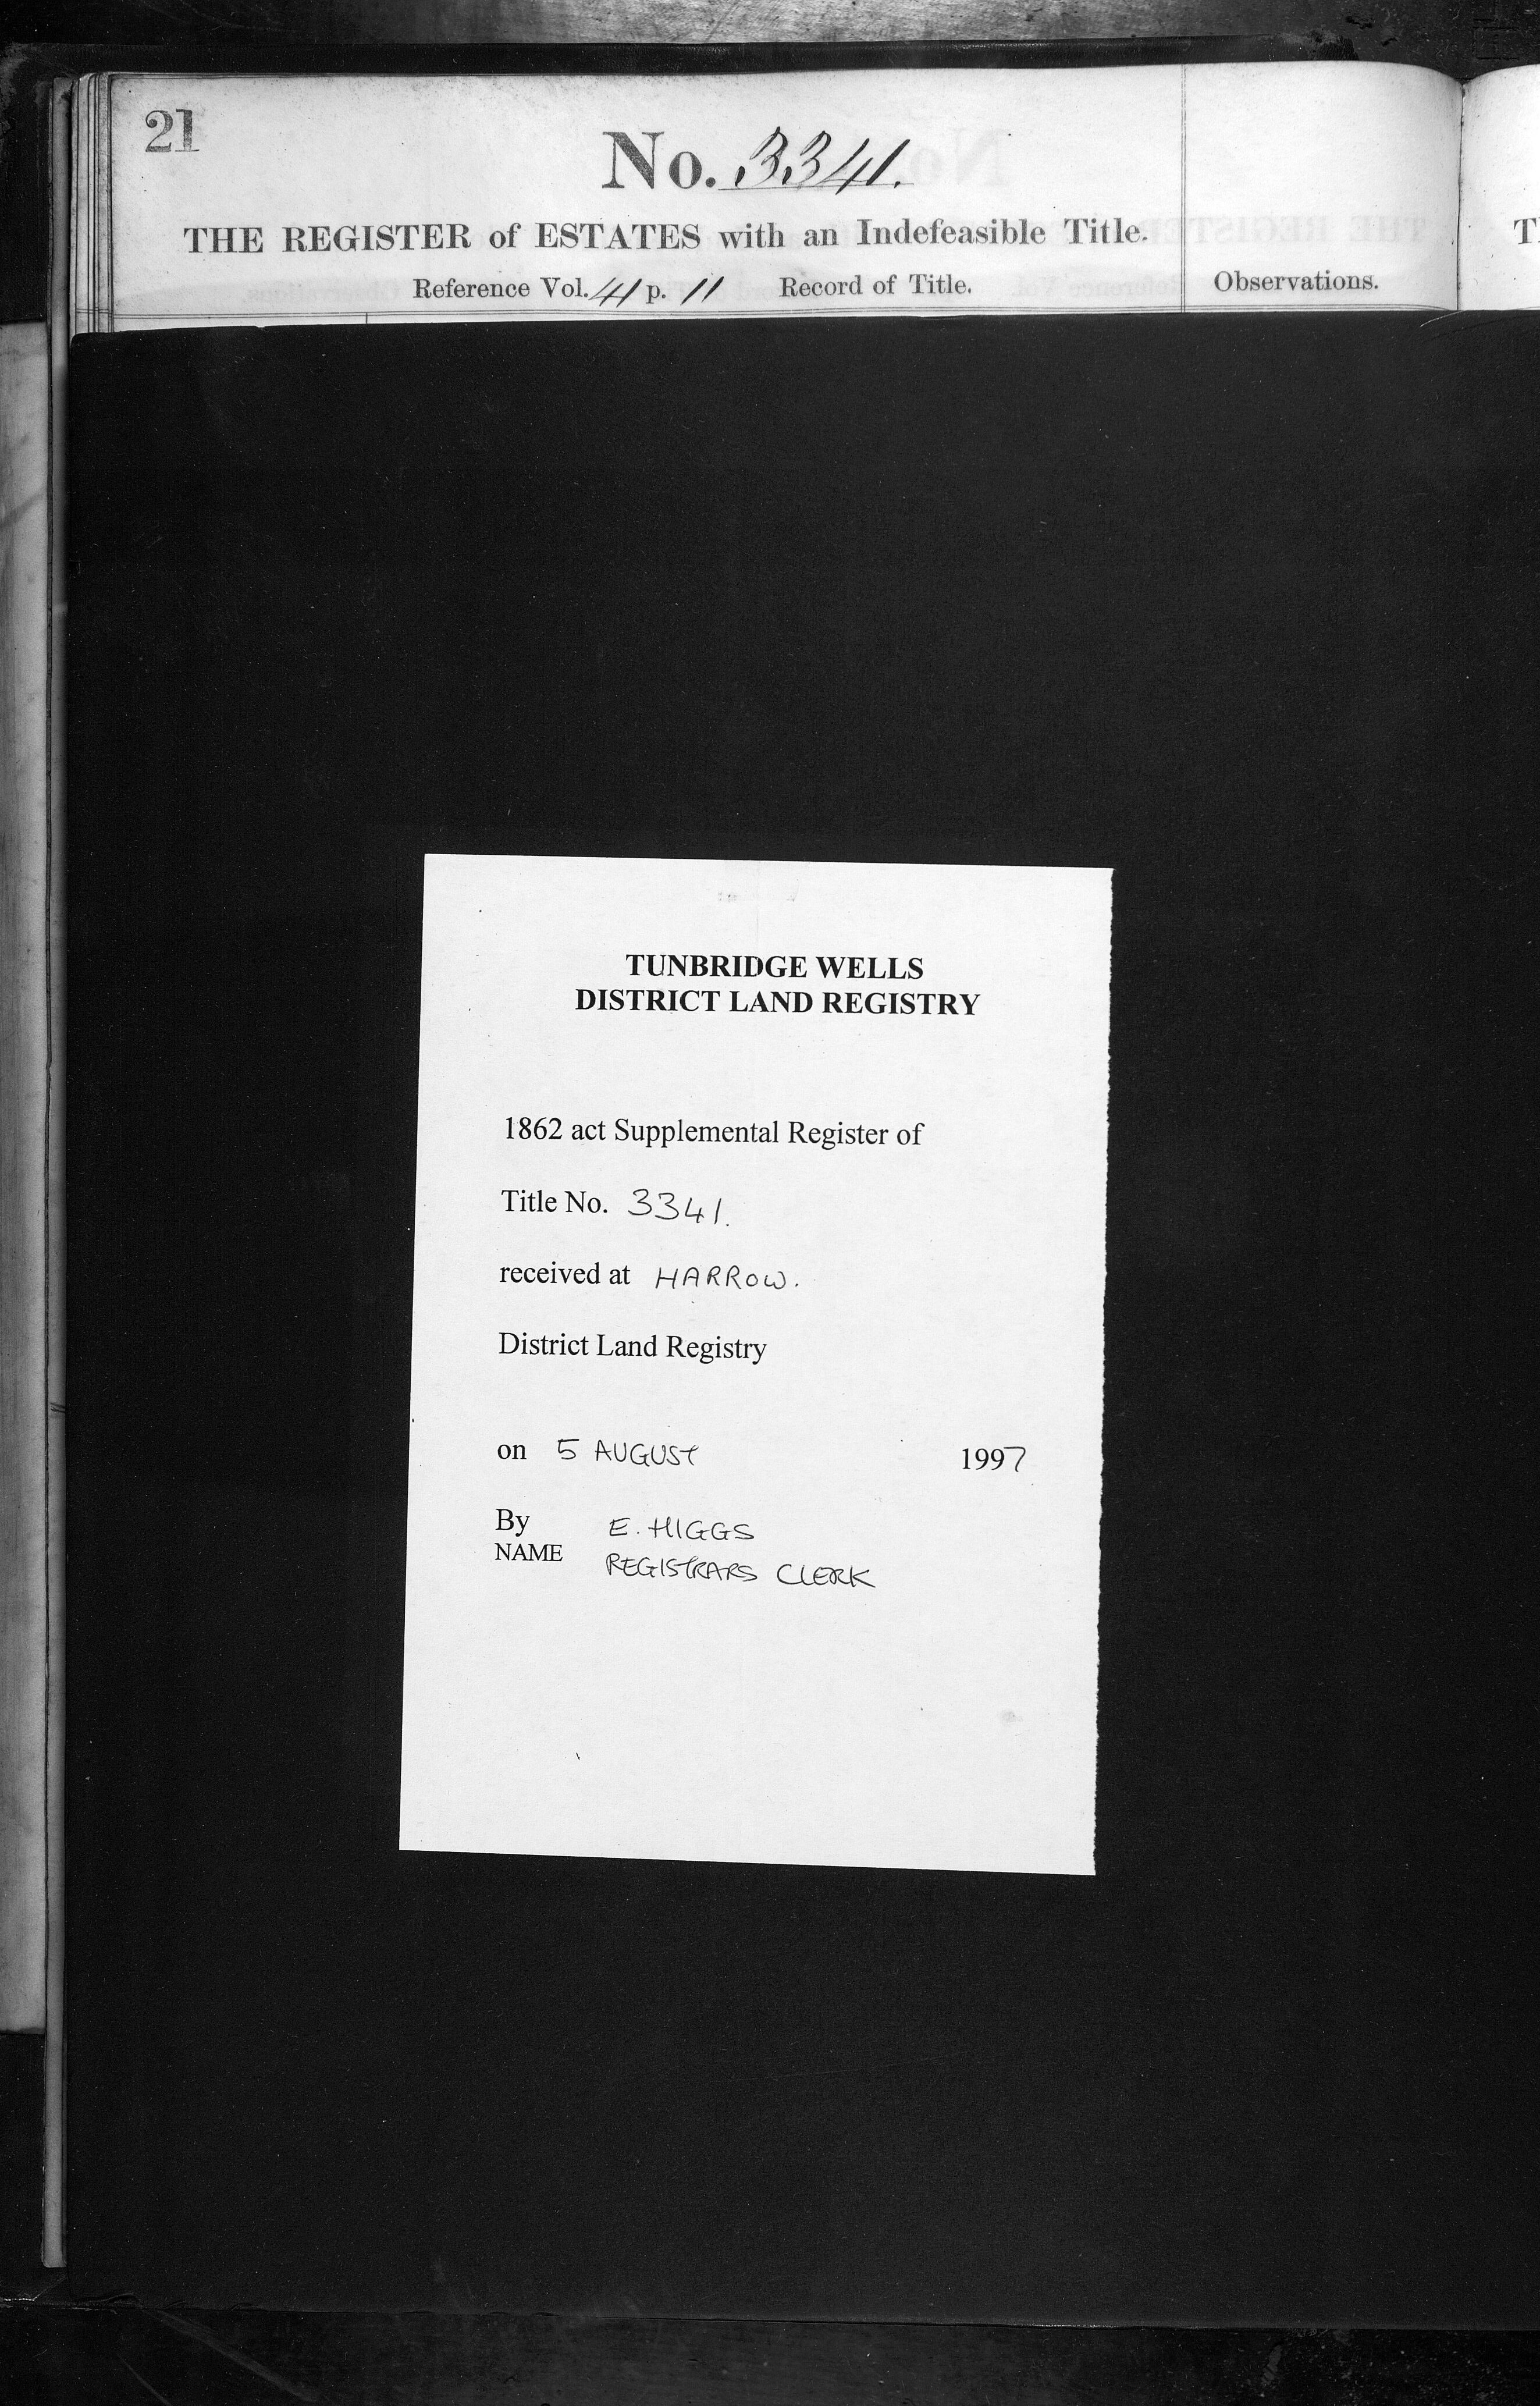 21
No. 3341.
THE REGISTER of ESTATES with an Indefeasible Title.
Reference Vol. 41 p. 11 Record of Title.
Observations.
TUNBRIDGE WELLS
DISTRICT LAND REGISTRY
1862 act Supplemental Register of
Title No. 3341.
received at HARROW.
District Land Registry
on 5 AUGUST 1997
By E. HIGGS
NAME REGISTRARS CLERK